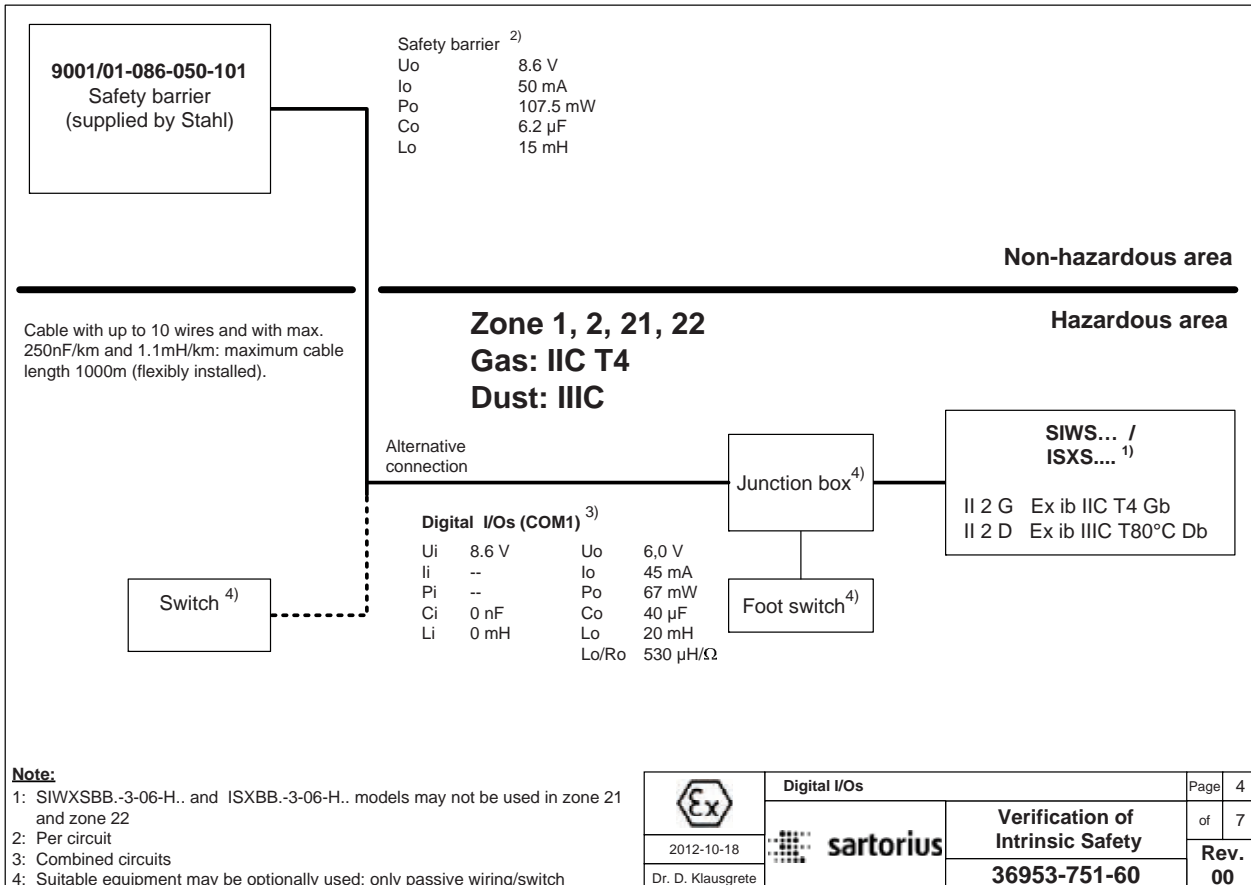 9001/01-086-050-101
Safety barrier
(supplied by Stahl)
Safety barrier 2)
Uo 8.6 V
Io 50 mA
Po 107.5 mW
Co 6.2 µF
Lo 15 mH
Non-hazardous area
Hazardous area
Cable with up to 10 wires and with max.
250nF/km and 1.1mH/km: maximum cable
length 1000m (flexibly installed).
Zone 1, 2, 21, 22
Gas: IIC T4
Dust: IIIC
Alternative
connection
Junction box 4)
SIWS... /
ISXS.... 1)
II 2 G Ex ib IIC T4 Gb
II 2 D Ex ib IIIC T80°C Db
Digital I/Os (COM1) 3)
Ui 8.6 V Uo 6,0 V
Ii -- Io 45 mA
Pi -- Po 67 mW
Ci 0 nF Co 40 µF
Li 0 mH Lo 20 mH
Lo/Ro 530 µH/Ω
Switch 4)
Foot switch 4)
Note:
1: SIWXSBB.-3-06-H.. and ISXBB.-3-06-H.. models may not be used in zone 21
and zone 22
2: Per circuit
3: Combined circuits
4: Suitable equipment may be optionally used; only passive wiring/switch
Ex
2012-10-18
Dr. D. Klausgrete
Digital I/Os
sartorius
Verification of
Intrinsic Safety
36953-751-60
Page 4
of 7
Rev.
00